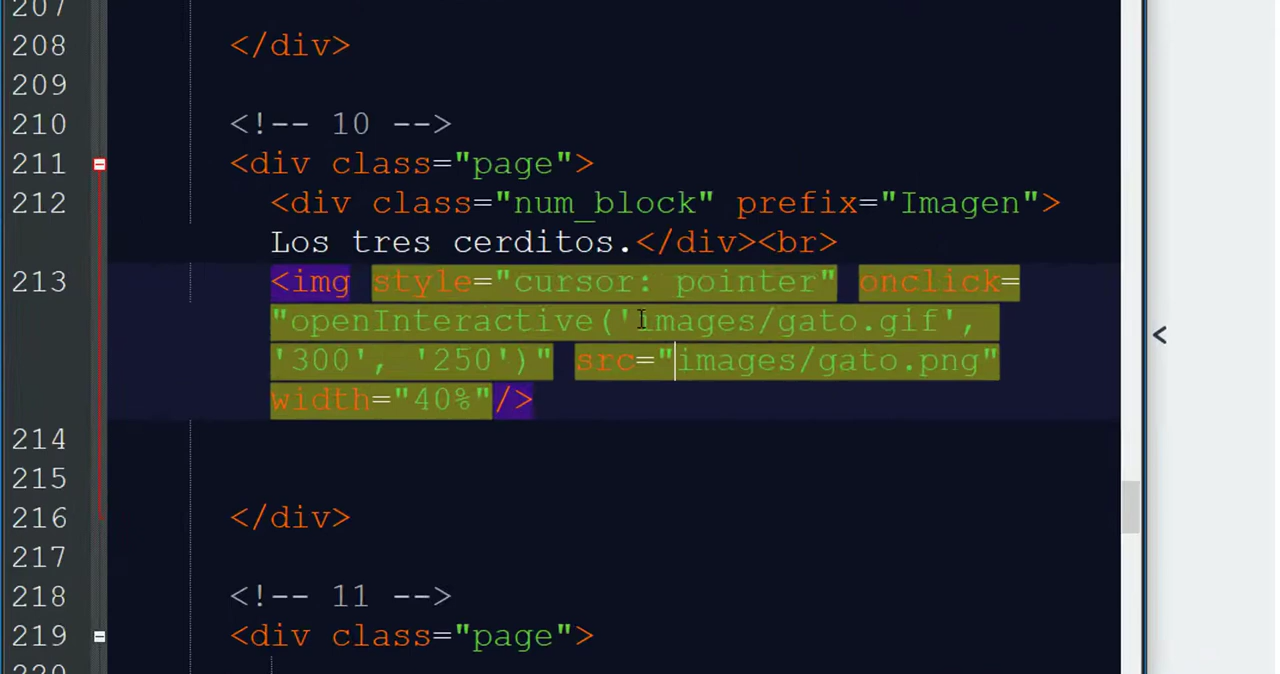 207
208 </div>
209
210 <!-- 10 -->
211 <div class="page">
212 <div class="num_block" prefix="Imagen">
Los tres cerditos.</div><br>
213 <img style="cursor: pointer" onclick=
"openInteractive('images/gato.gif',
'300', '250')" src="images/gato.png"
width="40%"/>
214
215
216 </div>
217
218 <!-- 11 -->
219 <div class="page">
220